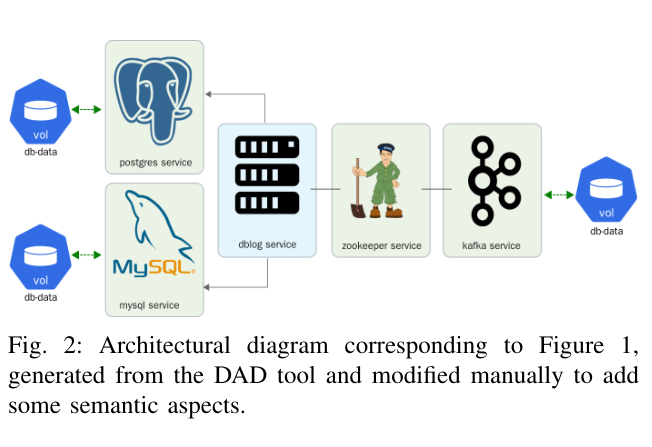 vol
db-data
postgres service
vol
db-data
MySQL®
mysql service
dblog service
zookeeper service
kafka service
vol
db-data
Fig. 2: Architectural diagram corresponding to Figure 1,
generated from the DAD tool and modified manually to add
some semantic aspects.